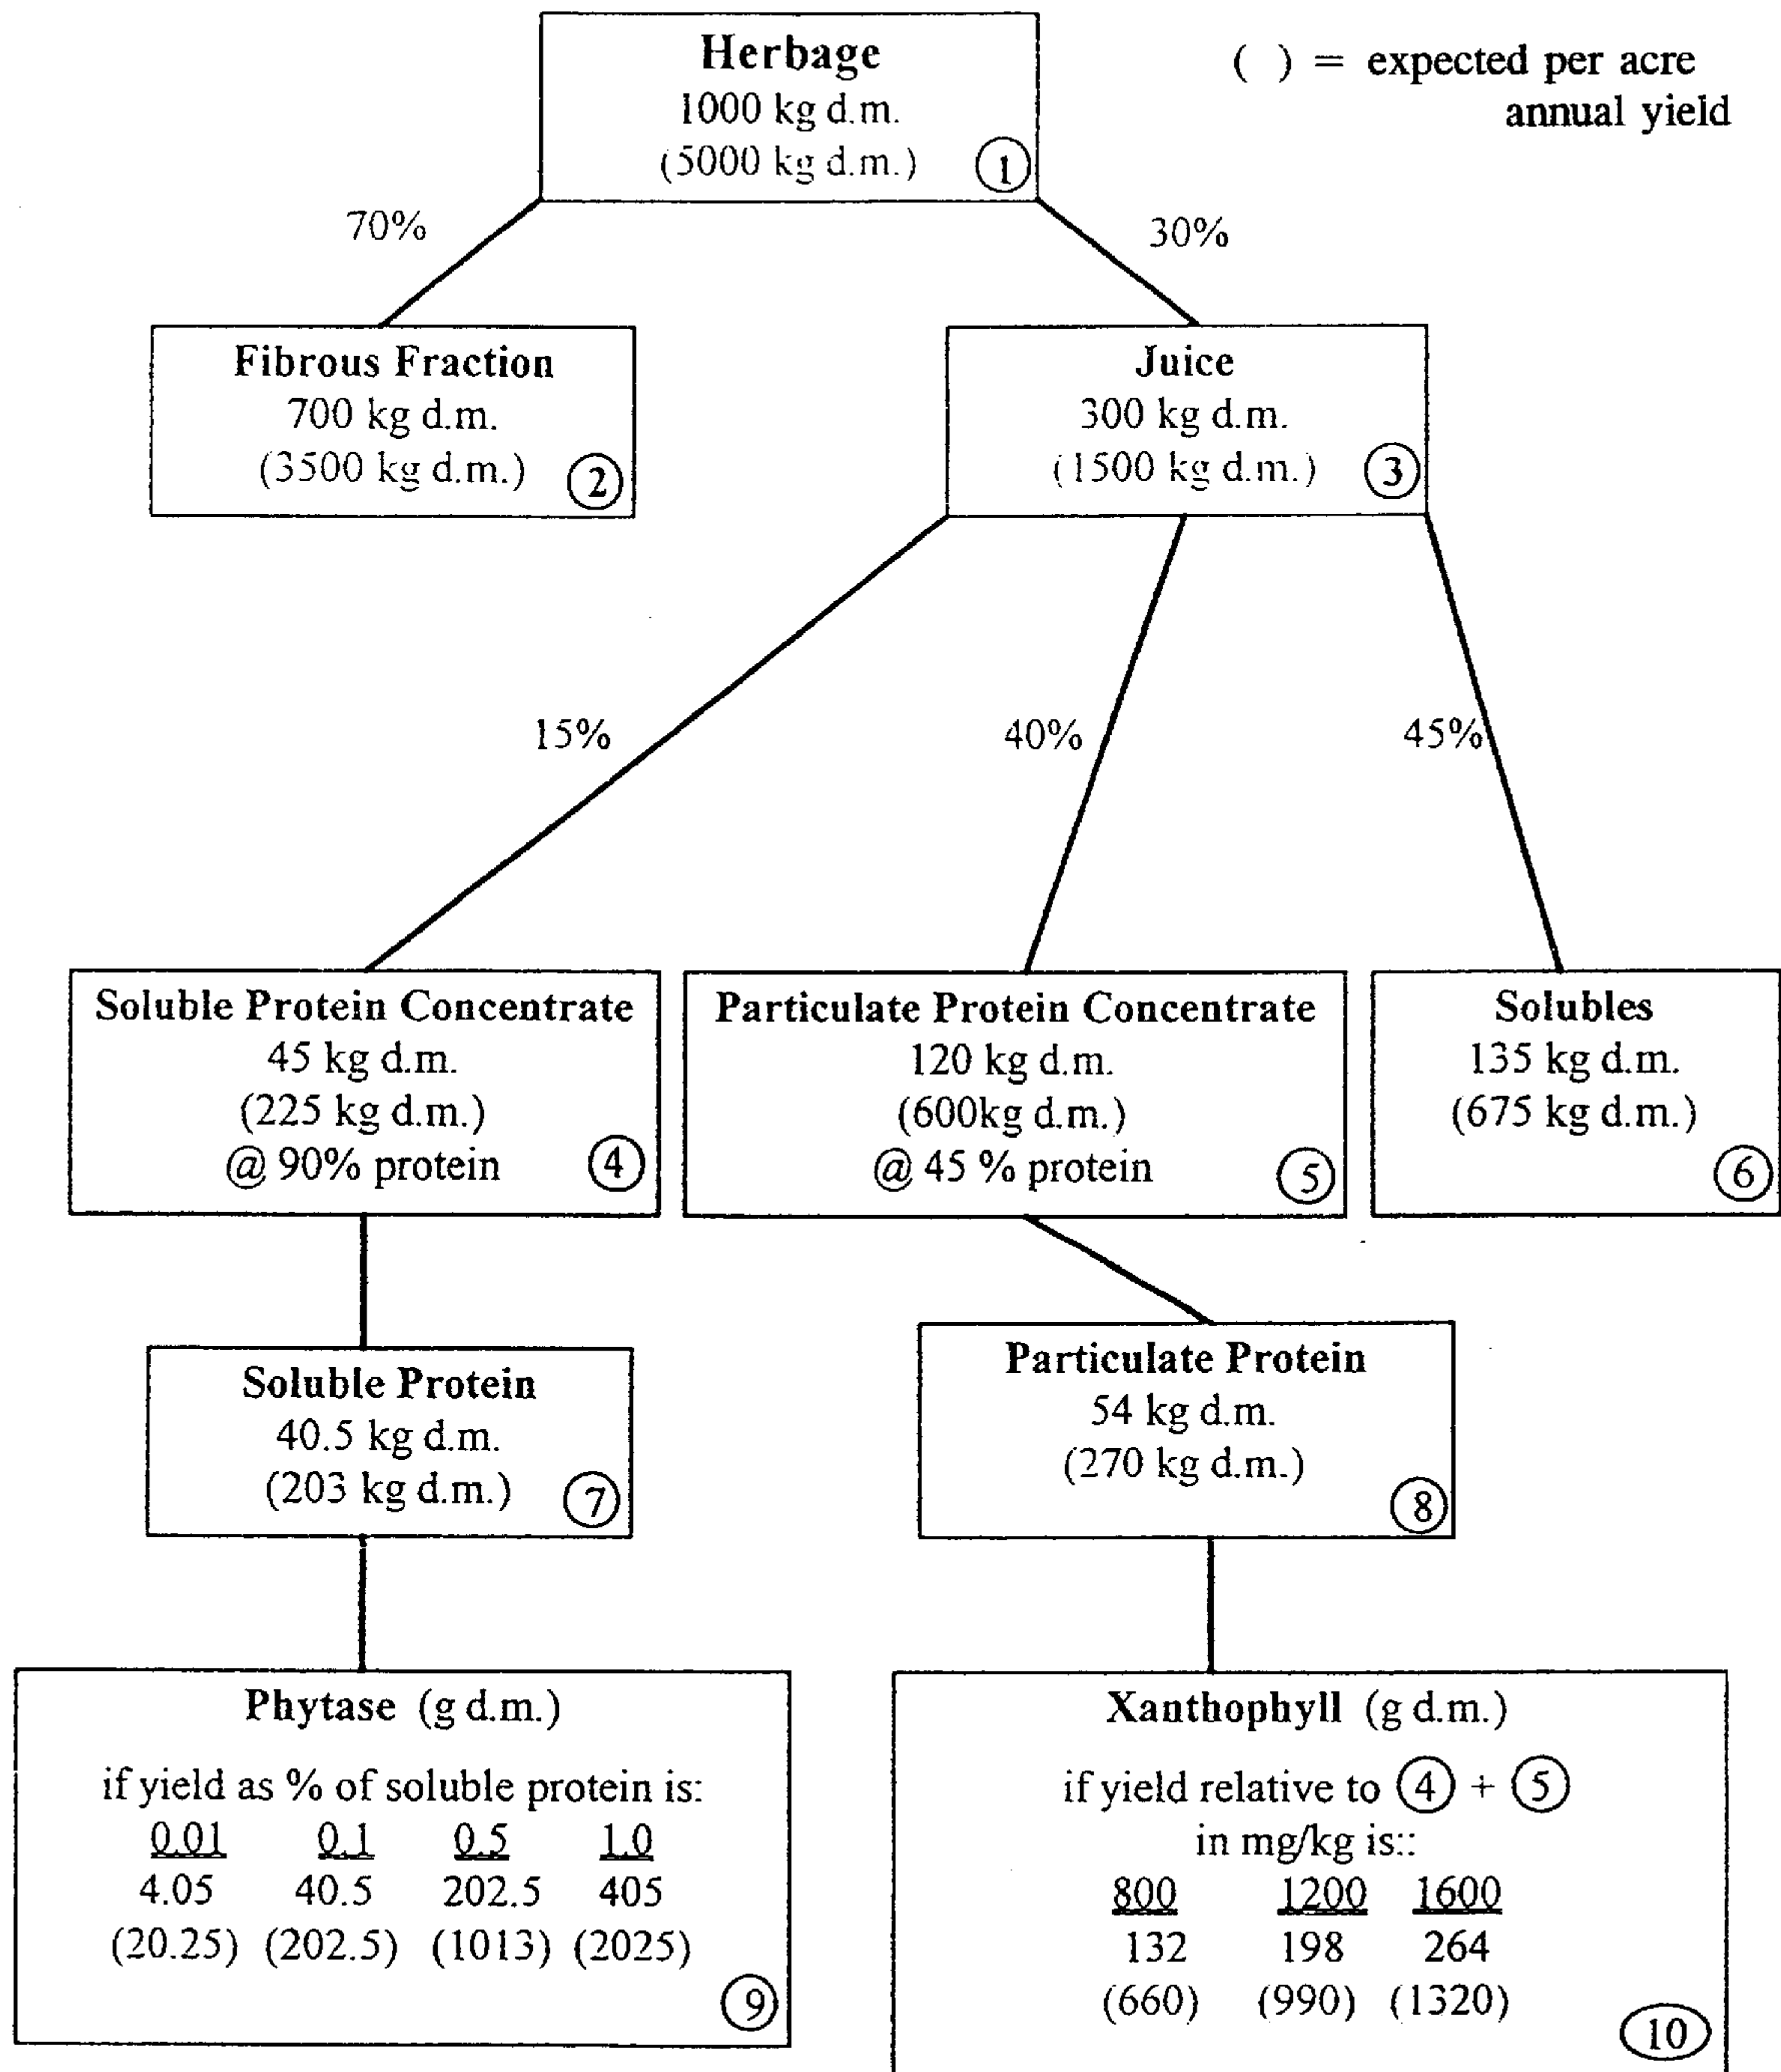 Herbage
1000 kg d.m.
(5000 kg d.m.)
1
( ) = expected per acre
annual yield
70%
30%
Fibrous Fraction
700 kg d.m.
(3500 kg d.m.)
2
Juice
300 kg d.m.
(1500 kg d.m.)
3
15%
40%
45%
Soluble Protein Concentrate
45 kg d.m.
(225 kg d.m.)
@ 90% protein
4
Particulate Protein Concentrate
120 kg d.m.
(600kg d.m.)
@ 45 % protein
5
Solubles
135 kg d.m.
(675 kg d.m.)
6
Soluble Protein
40.5 kg d.m.
(203 kg d.m.)
7
Particulate Protein
54 kg d.m.
(270 kg d.m.)
8
Phytase (g d.m.)
if yield as % of soluble protein is:
0.01 0.1 0.5 1.0
4.05 40.5 202.5 405
(20.25) (202.5) (1013) (2025)
9
Xanthophyll (g d.m.)
if yield relative to 4 + 5
in mg/kg is::
800 1200 1600
132 198 264
(660) (990) (1320)
10